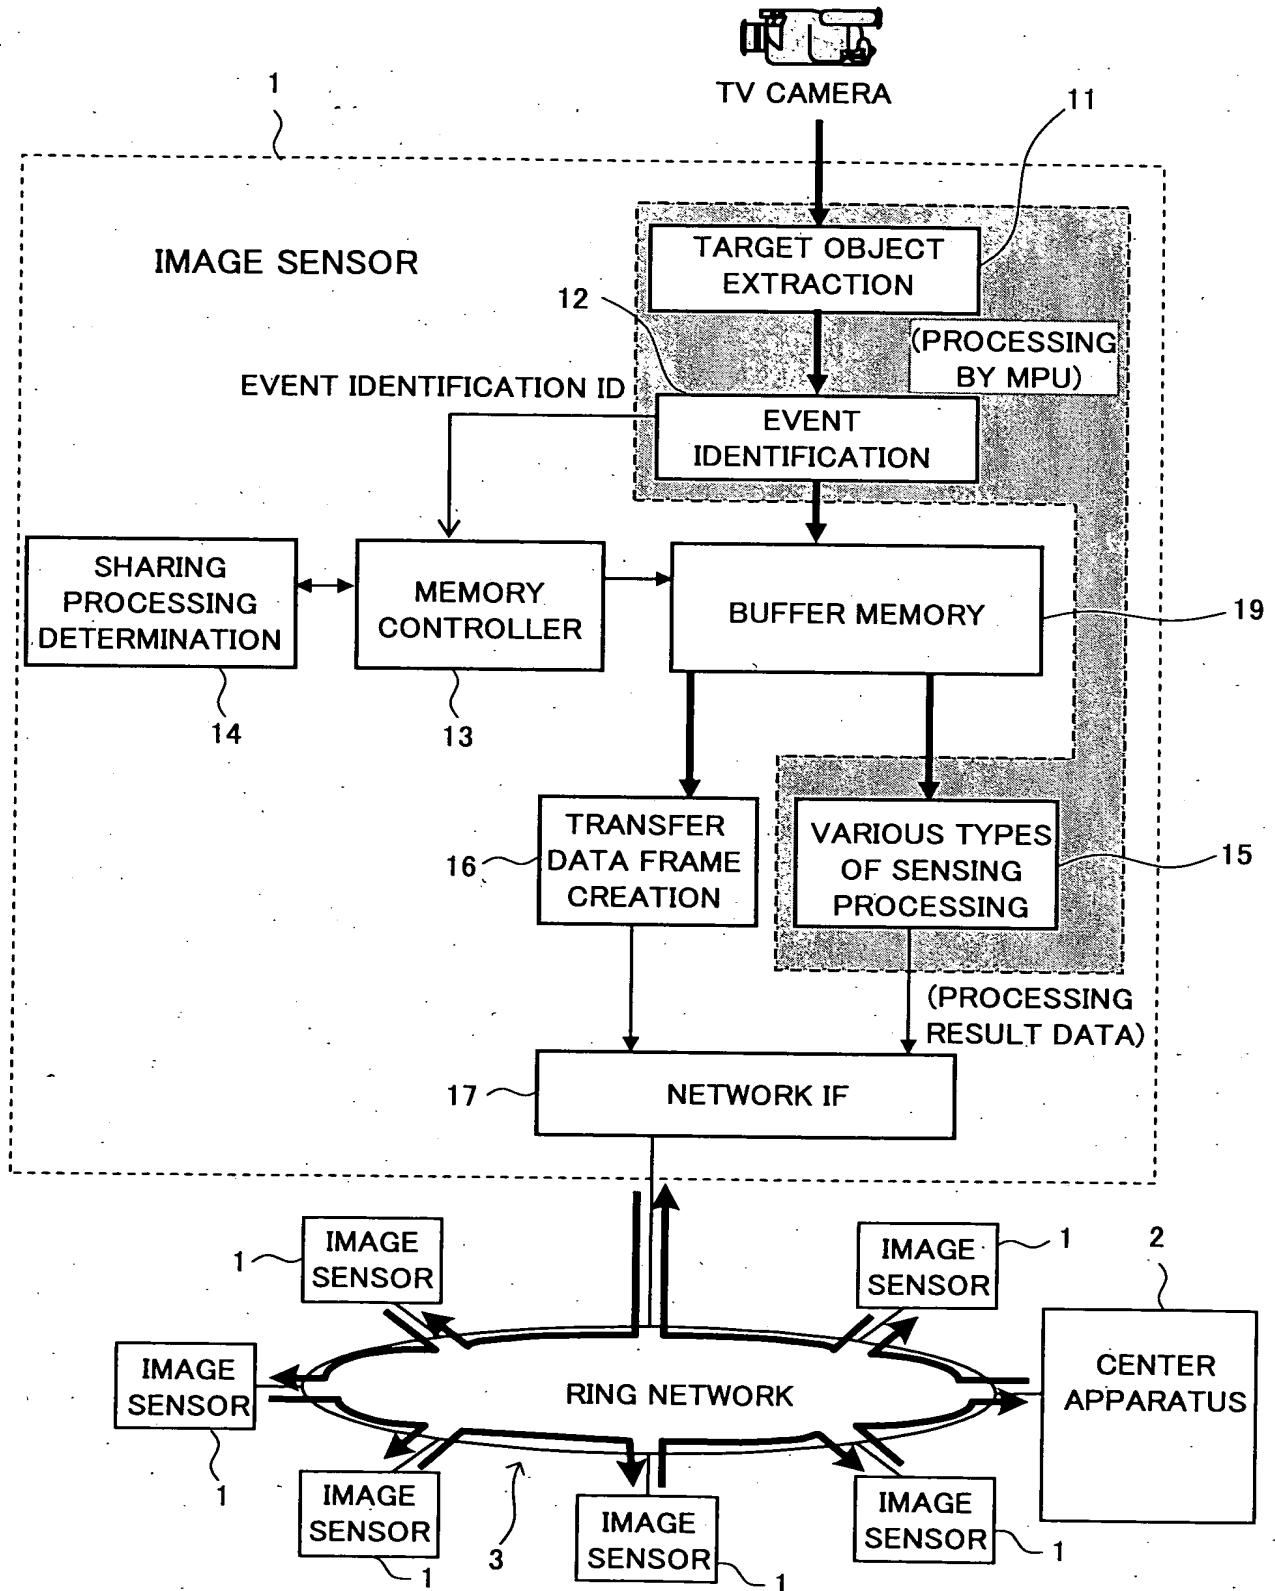 TV CAMERA
1
11
IMAGE SENSOR
TARGET OBJECT
EXTRACTION
12
(PROCESSING
BY MPU)
EVENT IDENTIFICATION ID
EVENT
IDENTIFICATION
SHARING
PROCESSING
DETERMINATION
MEMORY
CONTROLLER
BUFFER MEMORY
19
14
13
TRANSFER
DATA FRAME
CREATION
16
VARIOUS TYPES
OF SENSING
PROCESSING
15
(PROCESSING
RESULT DATA)
17
NETWORK IF
1
IMAGE
SENSOR
IMAGE
SENSOR
1
2
IMAGE
SENSOR
1
RING NETWORK
CENTER
APPARATUS
IMAGE
SENSOR
1
3
IMAGE
SENSOR
1
IMAGE
SENSOR
1